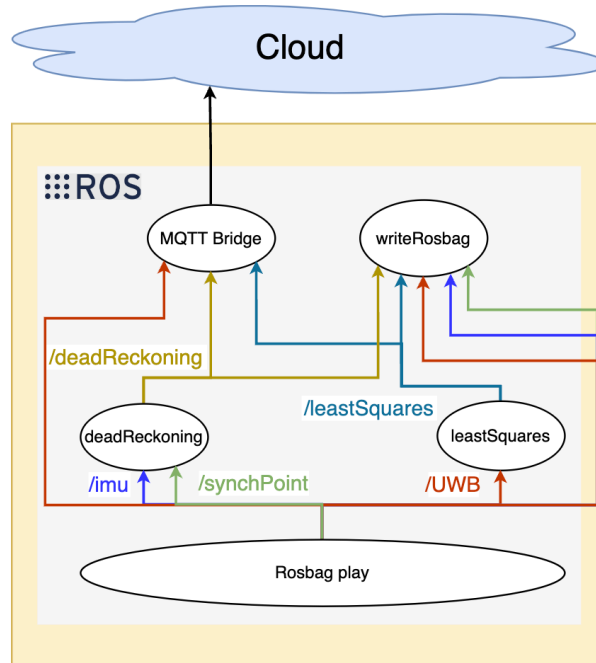 Cloud
ROS
MQTT Bridge
writeRosbag
/deadReckoning
/leastSquares
deadReckoning
leastSquares
/imu
/synchPoint
/UWB
Rosbag play